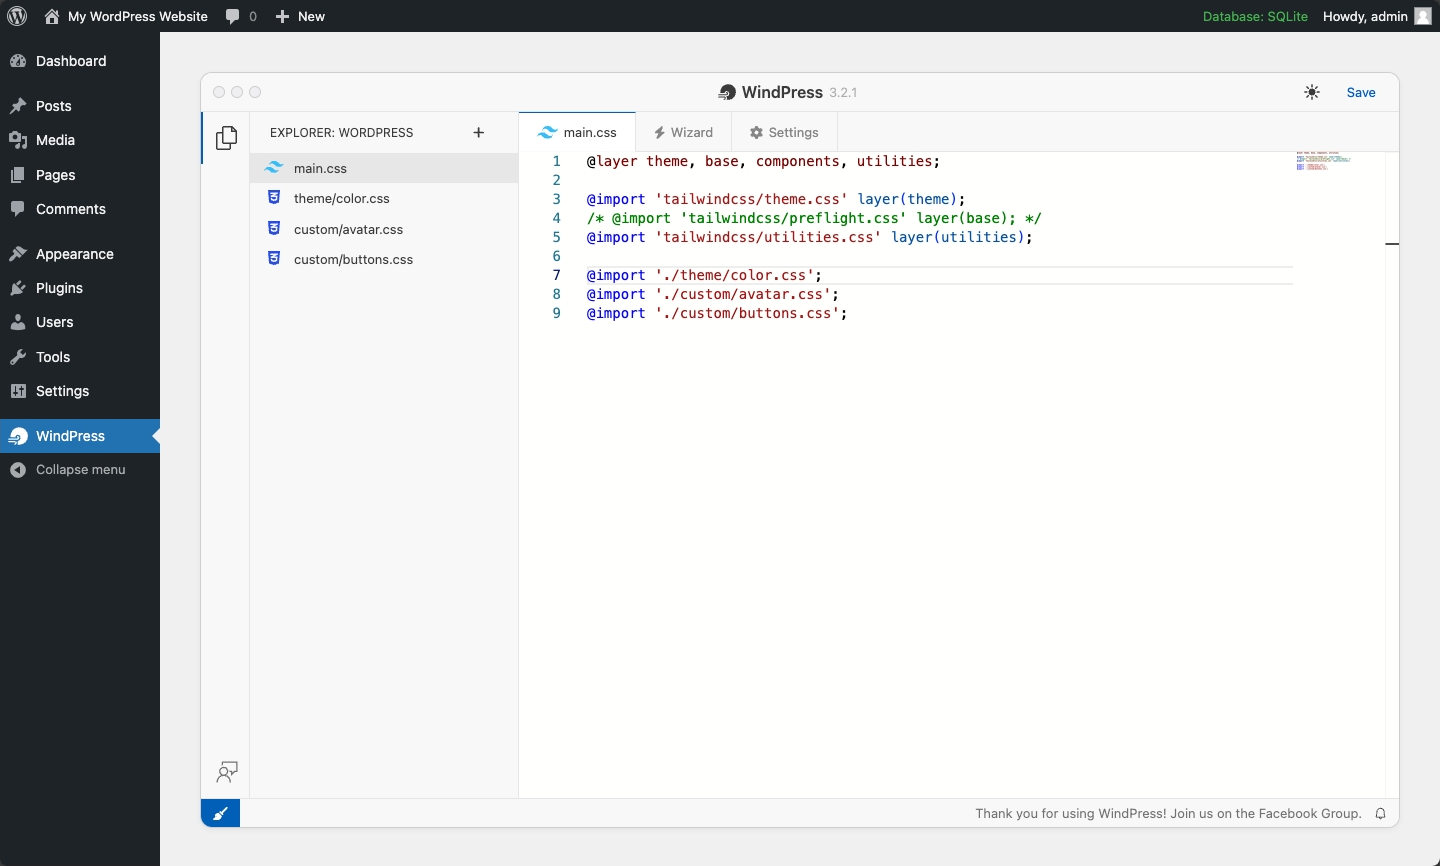 My WordPress Website 0 New Database: SQLite Howdy, admin
Dashboard
Posts
Media
Pages
Comments
Appearance
Plugins
Users
Tools
Settings
WindPress
Collapse menu
WindPress 3.2.1 Save
EXPLORER: WORDPRESS +
main.css
theme/color.css
custom/avatar.css
custom/buttons.css
main.css Wizard Settings
1 @layer theme, base, components, utilities;
2
3 @import 'tailwindcss/theme.css' layer(theme);
4 /* @import 'tailwindcss/preflight.css' layer(base); */
5 @import 'tailwindcss/utilities.css' layer(utilities);
6
7 @import './theme/color.css';
8 @import './custom/avatar.css';
9 @import './custom/buttons.css';
Thank you for using WindPress! Join us on the Facebook Group.